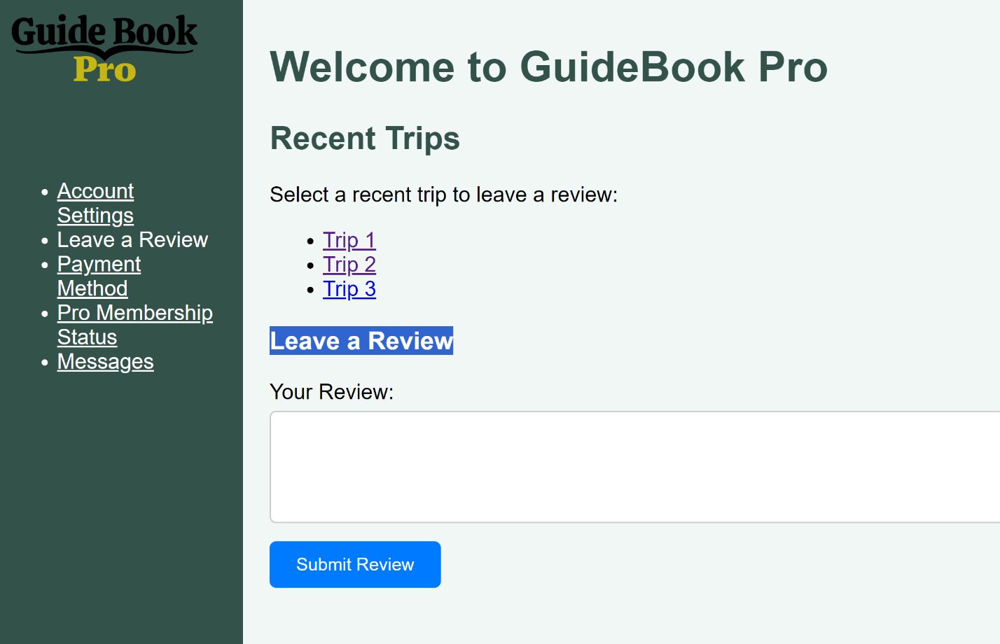 Guide Book
Pro
Account
Settings
Leave a Review
Payment
Method
Pro Membership
Status
Messages
Welcome to GuideBook Pro
Recent Trips
Select a recent trip to leave a review:
Trip 1
Trip 2
Trip 3
Leave a Review
Your Review:
Submit Review